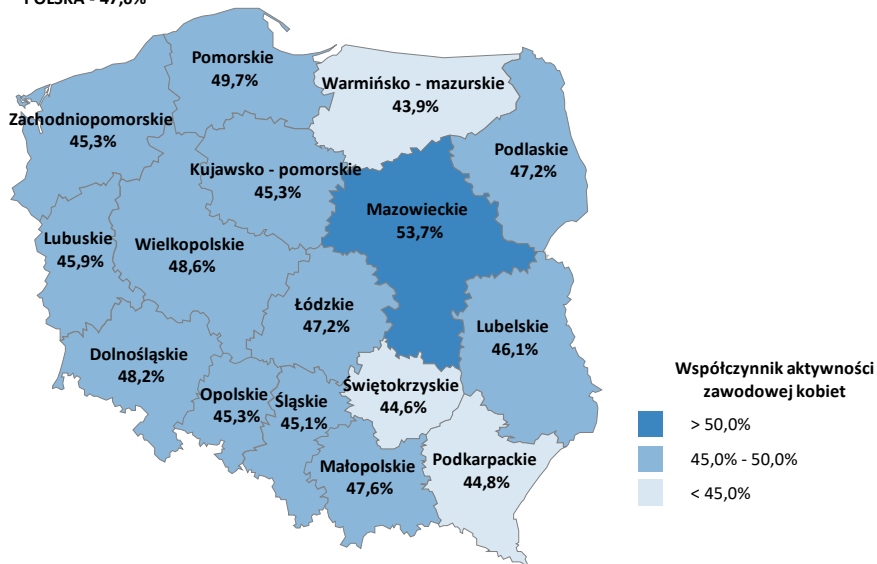 Pomorskie
49,7%
Warmińsko - mazurskie
43,9%
Zachodniopomorskie
45,3%
Podlaskie
47,2%
Kujawsko - pomorskie
45,3%
Mazowieckie
53,7%
Lubuskie
45,9%
Wielkopolskie
48,6%
Łódzkie
47,2%
Lubelskie
46,1%
Dolnośląskie
48,2%
Opolskie
45,3%
Śląskie
45,1%
Świętokrzyskie
44,6%
Małopolskie
47,6%
Podkarpackie
44,8%
Współczynnik aktywności
zawodowej kobiet
> 50,0%
45,0% - 50,0%
< 45,0%